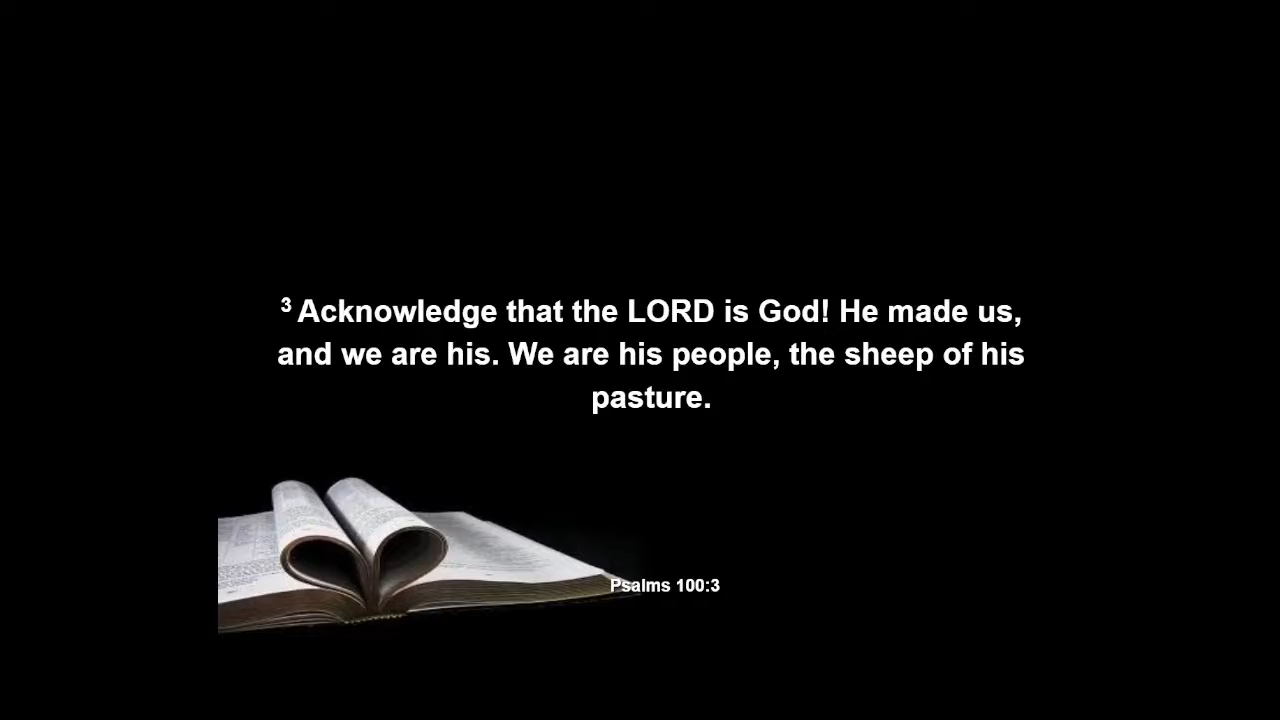 ³ Acknowledge that the LORD is God! He made us,
and we are his. We are his people, the sheep of his
pasture.
Psalms 100:3